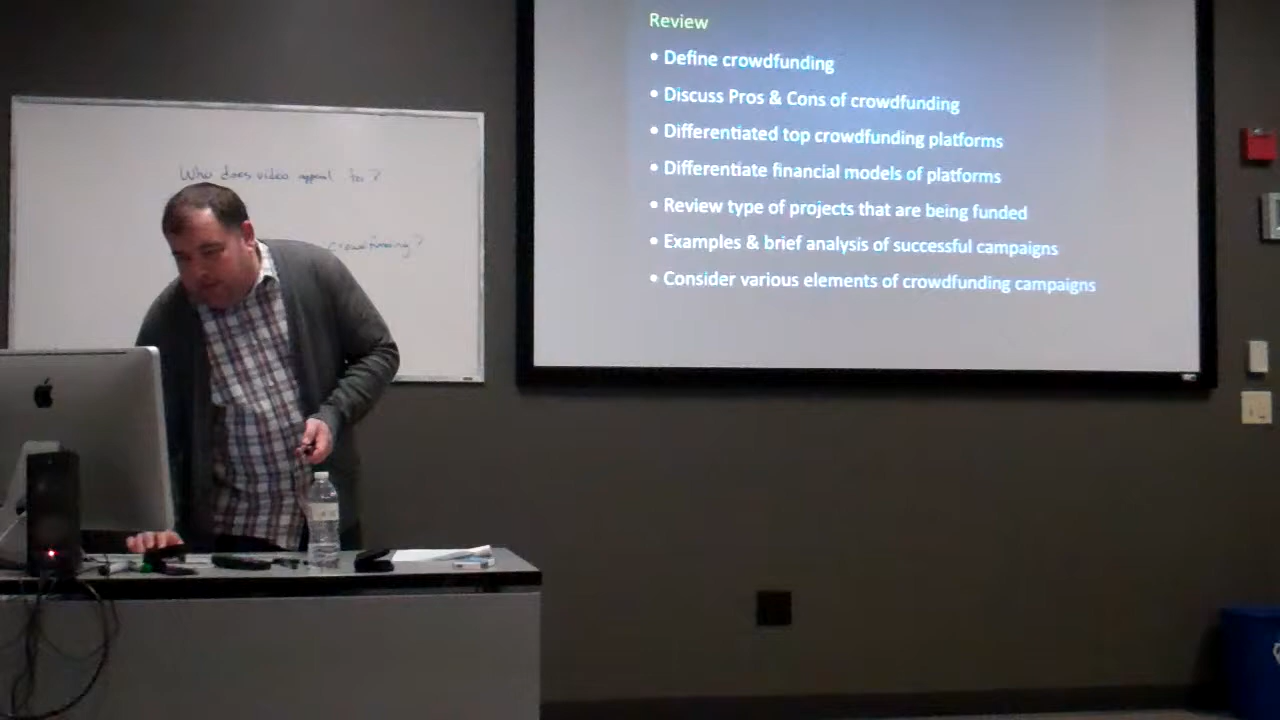 Who does video appeal to?
crowdfunding?
Review
• Define crowdfunding
• Discuss Pros & Cons of crowdfunding
• Differentiated top crowdfunding platforms
• Differentiate financial models of platforms
• Review type of projects that are being funded
• Examples & brief analysis of successful campaigns
• Consider various elements of crowdfunding campaigns